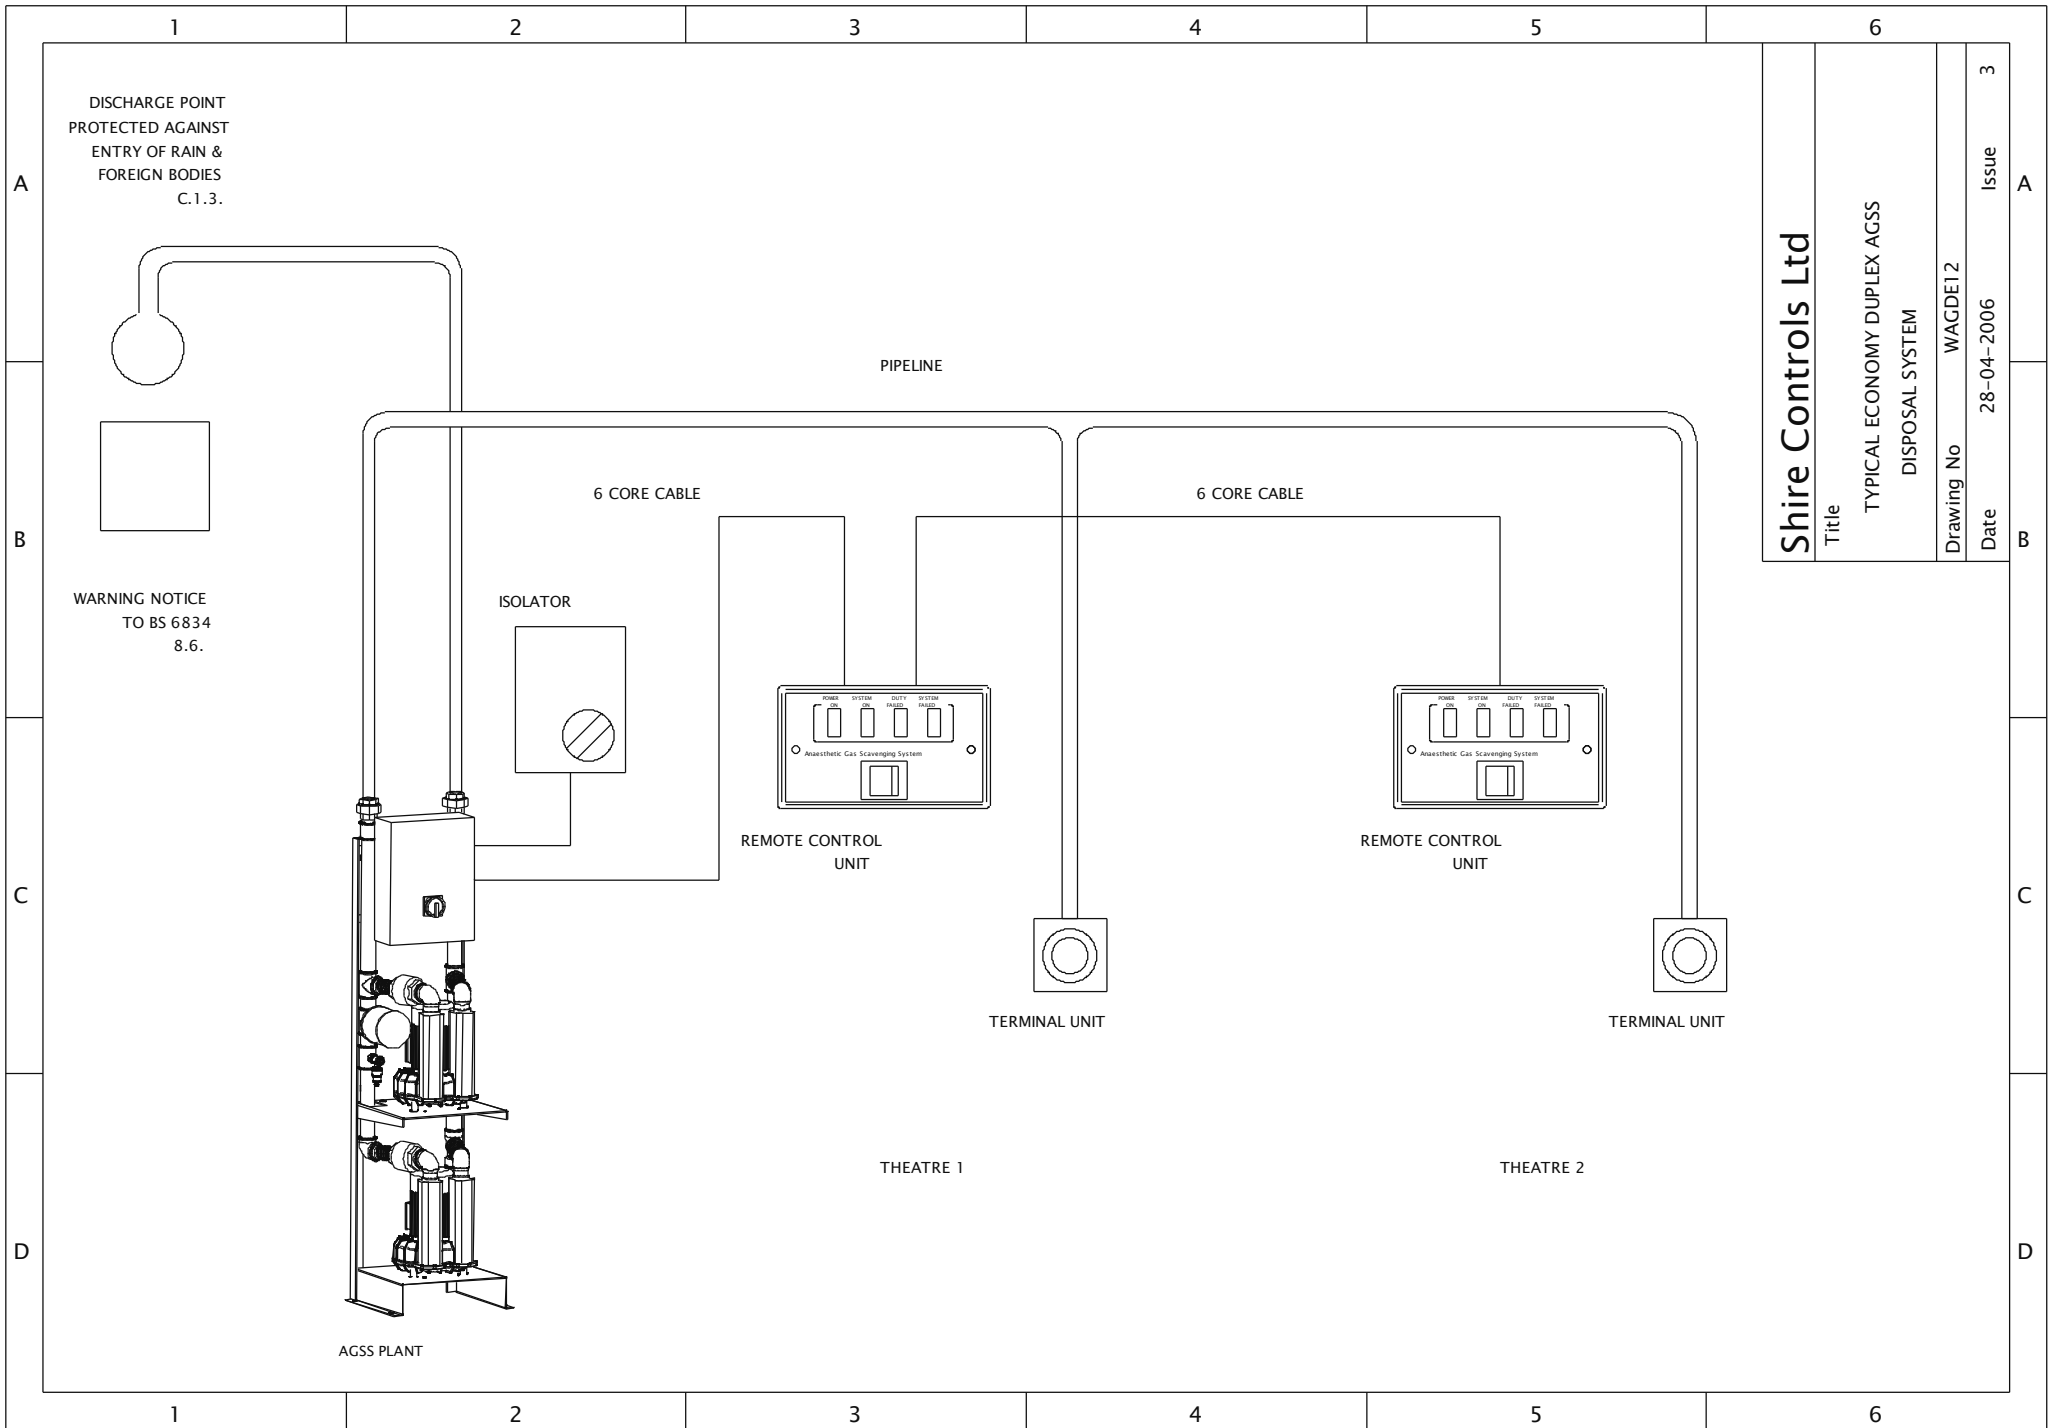 1 2 3 4 5 6
A
B
C
D
DISCHARGE POINT
PROTECTED AGAINST
ENTRY OF RAIN &
FOREIGN BODIES
C.1.3.
WARNING NOTICE
TO BS 6834
8.6.
PIPELINE
6 CORE CABLE
6 CORE CABLE
ISOLATOR
POWER SYSTEM DUTY SYSTEM
ON ON FAILED FAILED
Anaesthetic Gas Scavenging System
REMOTE CONTROL
UNIT
POWER SYSTEM DUTY SYSTEM
ON ON FAILED FAILED
Anaesthetic Gas Scavenging System
REMOTE CONTROL
UNIT
TERMINAL UNIT
TERMINAL UNIT
THEATRE 1
THEATRE 2
AGSS PLANT
Shire Controls Ltd
Title
TYPICAL ECONOMY DUPLEX AGSS
DISPOSAL SYSTEM
Drawing No WAGDE12
Date 28-04-2006 Issue 3
A
B
C
D
1 2 3 4 5 6